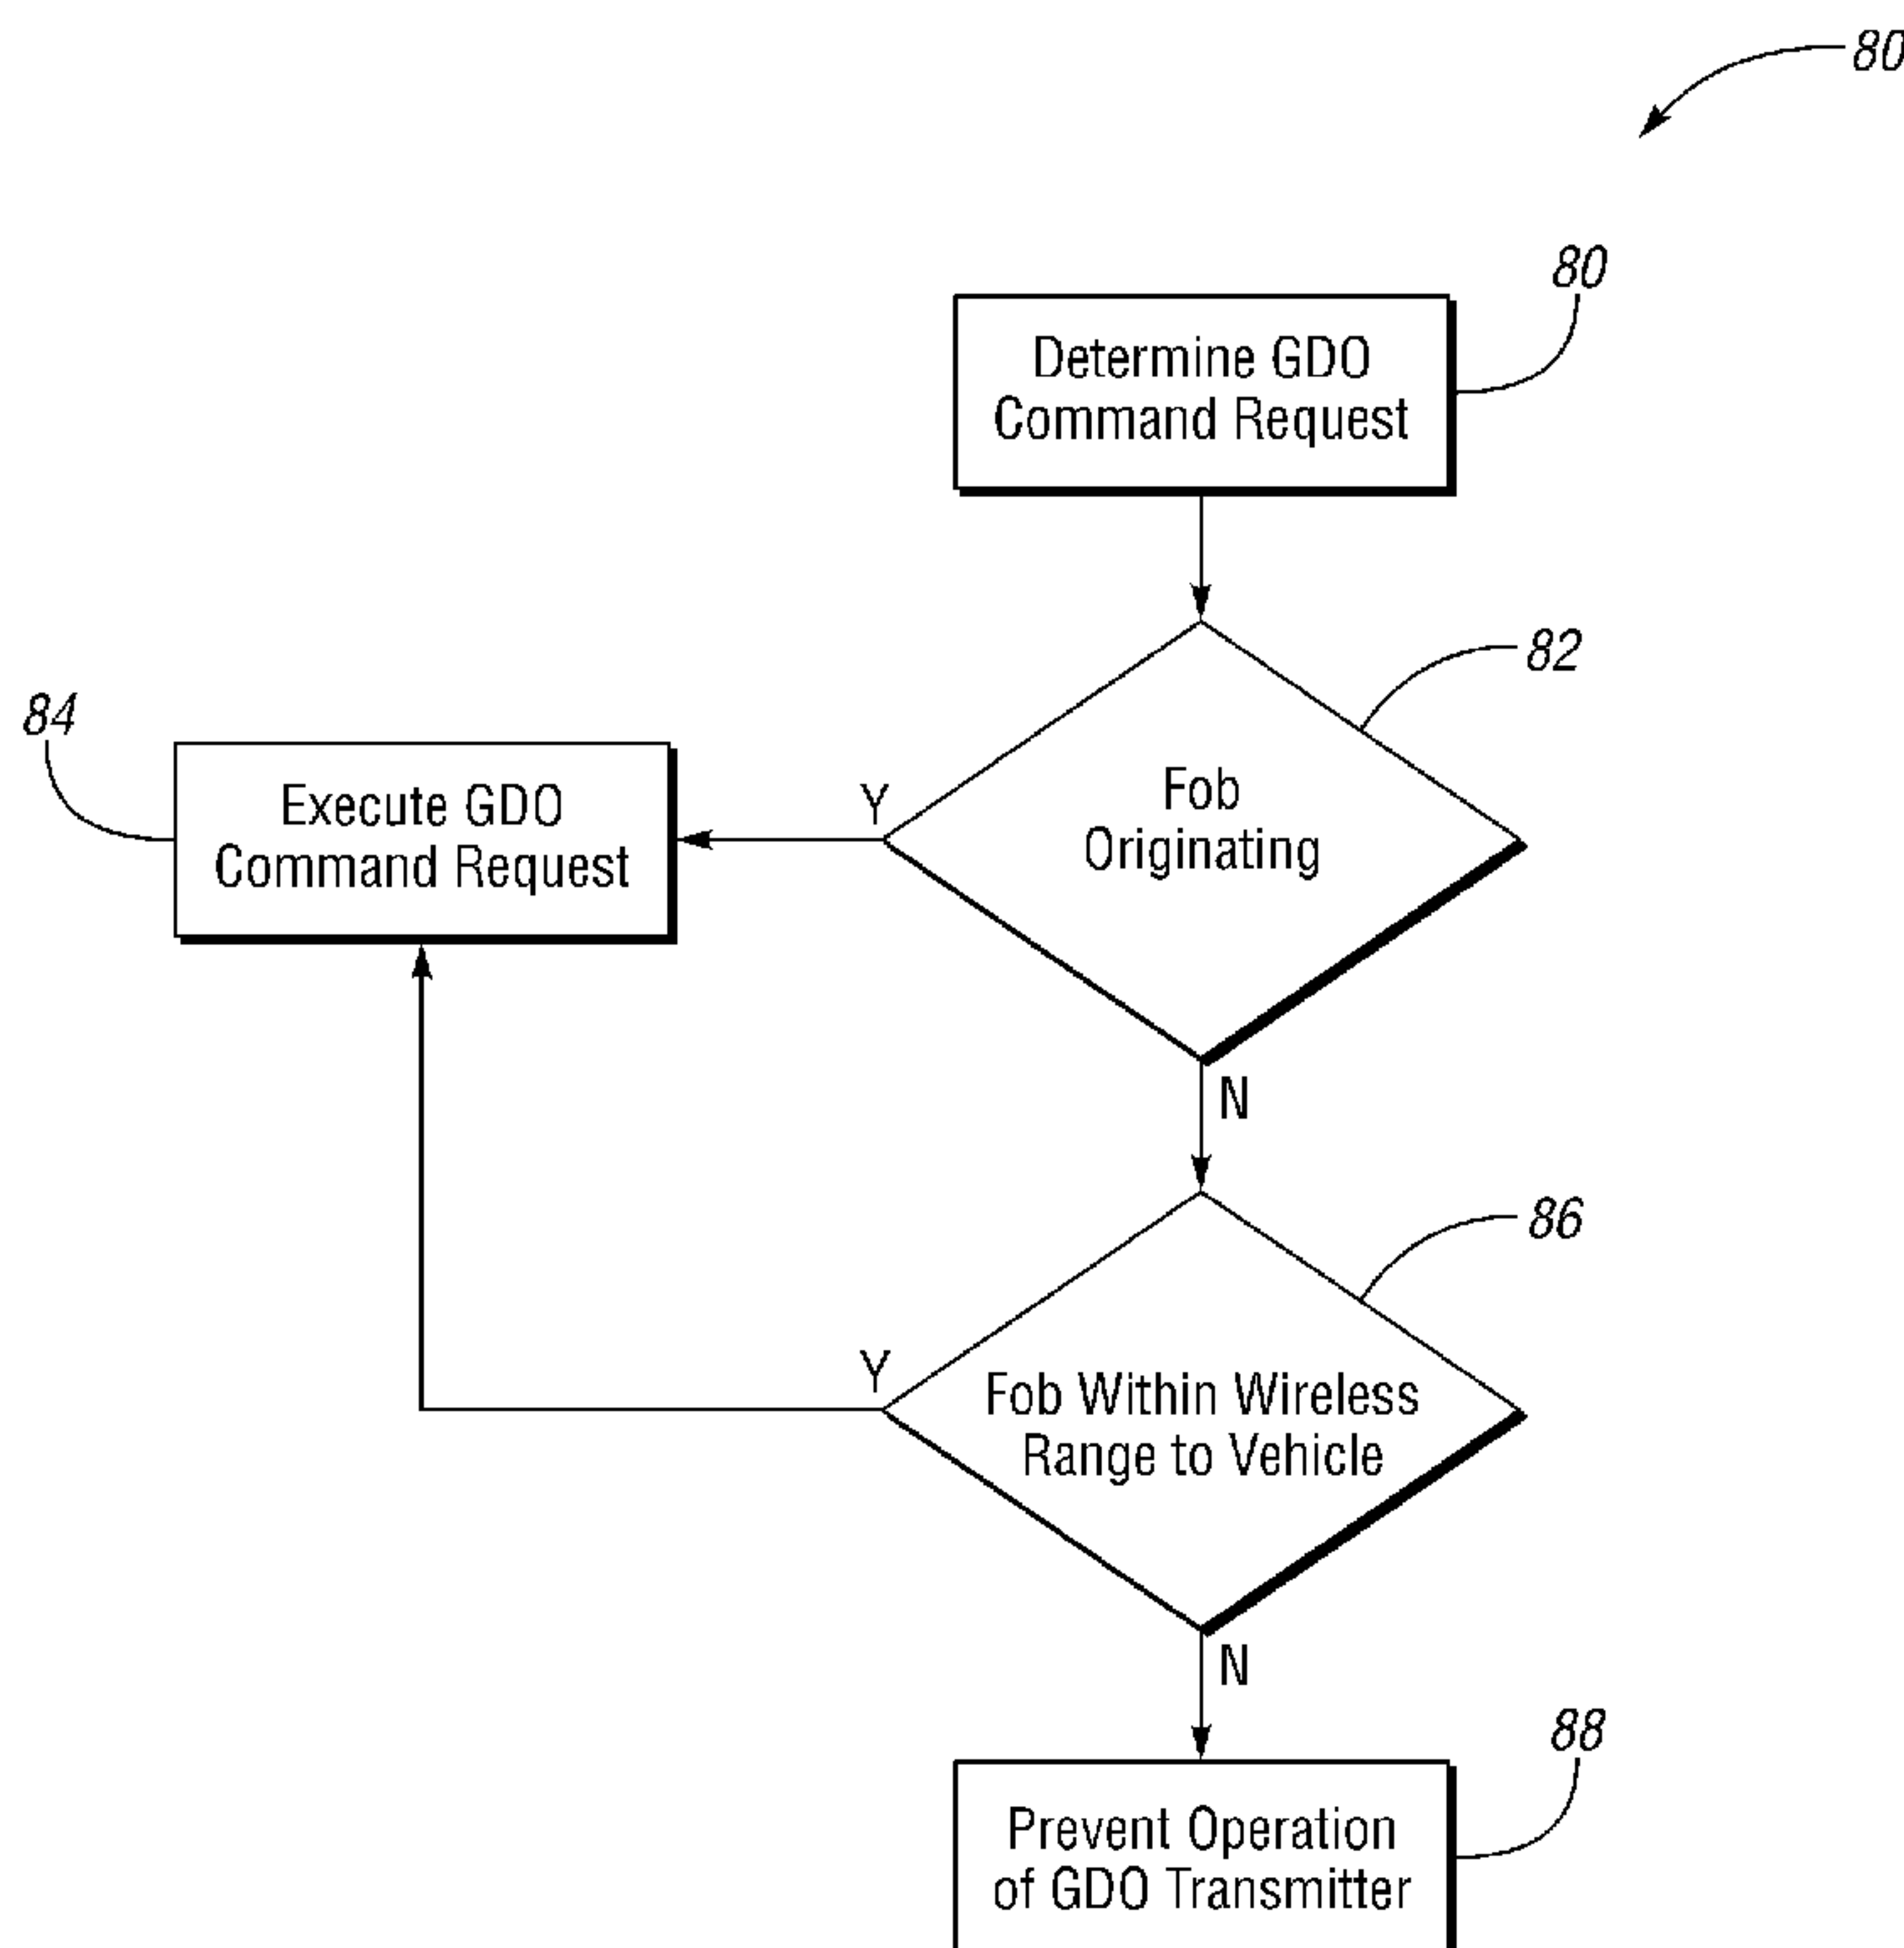 80
80
Determine GDO
Command Request
82
Fob
Originating
Y
84
Execute GDO
Command Request
N
86
Fob Within Wireless
Range to Vehicle
Y
N
88
Prevent Operation
of GDO Transmitter